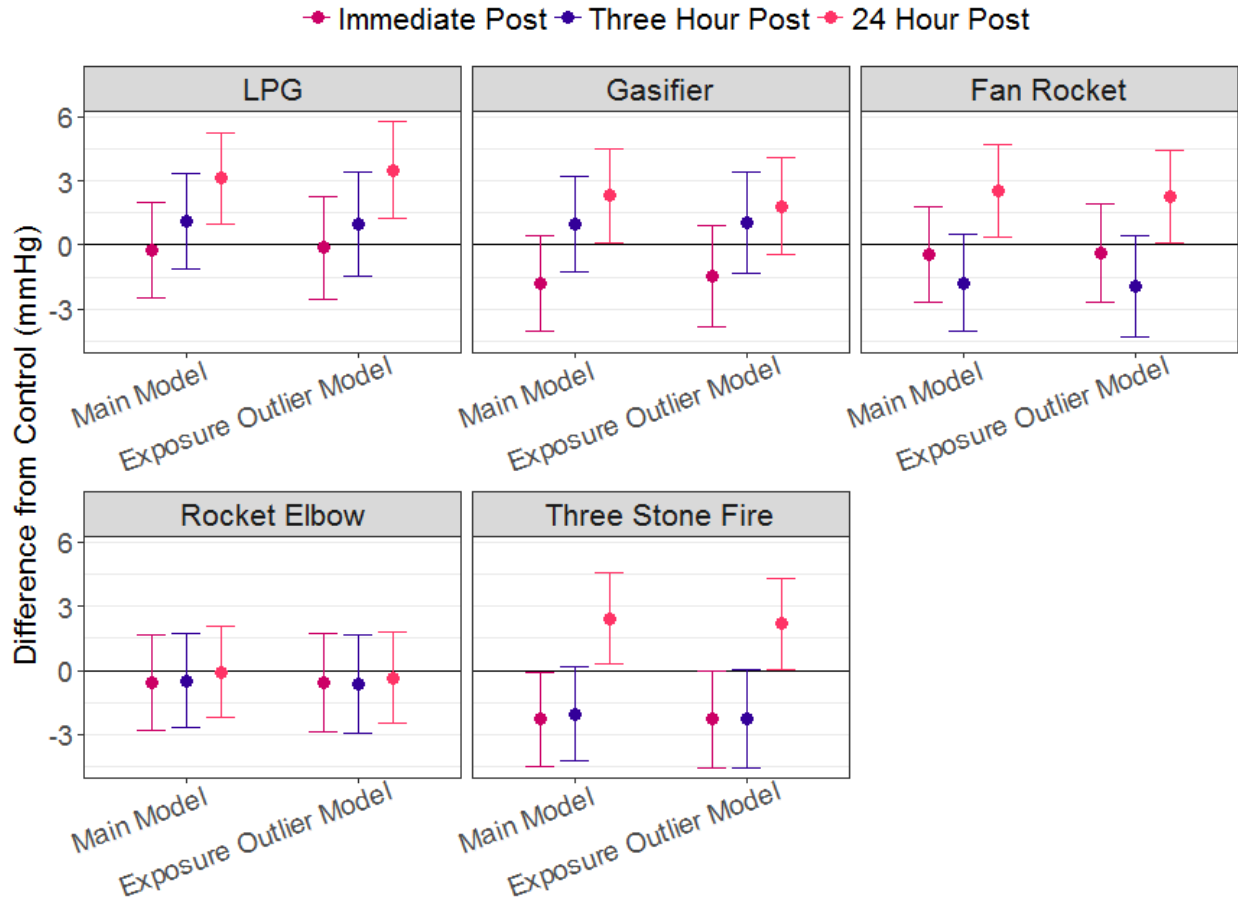 Immediate Post Three Hour Post 24 Hour Post
LPG Gasifier Fan Rocket
6
3
0
-3
Main Model
Exposure Outlier Model
Main Model
Exposure Outlier Model
Main Model
Exposure Outlier Model
Difference from Control (mmHg)
Rocket Elbow Three Stone Fire
6
3
0
-3
Main Model
Exposure Outlier Model
Main Model
Exposure Outlier Model